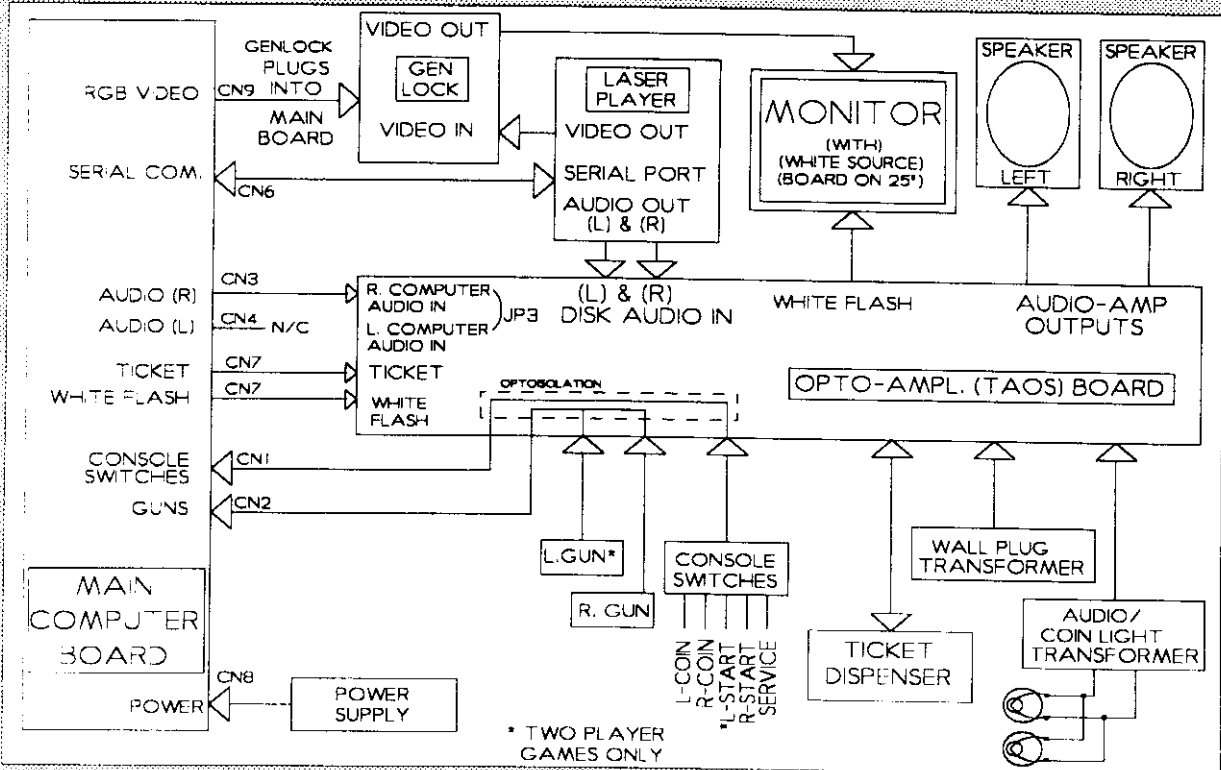 RGB VIDEO
CN9
GENLOCK
PLUGS
INTO
MAIN
BOARD
VIDEO OUT
GEN
LOCK
VIDEO IN
LASER
PLAYER
VIDEO OUT
SERIAL PORT
AUDIO OUT
(L) & (R)
MONITOR
(WITH)
(WHITE SOURCE)
(BOARD ON 25")
SPEAKER
LEFT
SPEAKER
RIGHT
SERIAL COM.
CN6
AUDIO (R)
CN3
AUDIO (L)
CN4
N/C
TICKET
CN7
WHITE FLASH
CN7
R. COMPUTER
AUDIO IN
L. COMPUTER
AUDIO IN
JP3
TICKET
WHITE
FLASH
(L) & (R)
DISK AUDIO IN
WHITE FLASH
AUDIO-AMP
OUTPUTS
OPTOISOLATION
OPTO-AMPL. (TAOS) BOARD
CONSOLE
SWITCHES
CN1
GUNS
CN2
L.GUN*
R. GUN
CONSOLE
SWITCHES
L-COIN
R-COIN
*L-START
R-START
SERVICE
WALL PLUG
TRANSFORMER
TICKET
DISPENSER
AUDIO/
COIN LIGHT
TRANSFORMER
MAIN
COMPUTER
BOARD
POWER
CN8
POWER
SUPPLY
* TWO PLAYER
GAMES ONLY